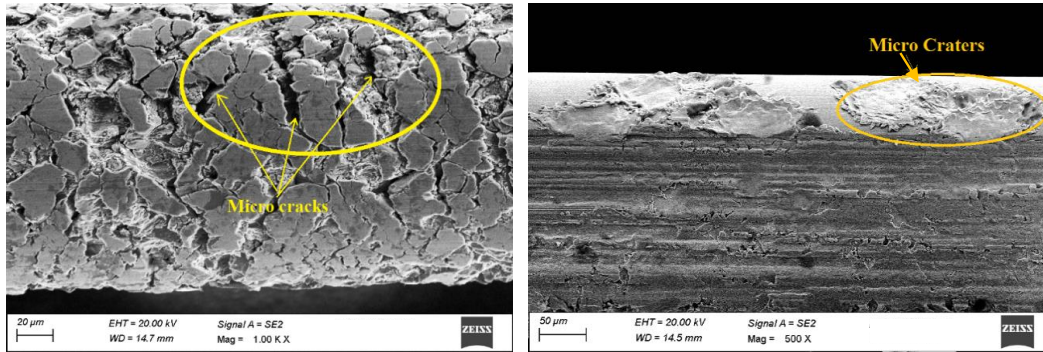 Micro cracks
20 µm
EHT = 20.00 kV
Signal A = SE2
WD = 14.7 mm
Mag = 1.00 K X
ZEISS
Micro Craters
50 µm
EHT = 20.00 kV
Signal A = SE2
WD = 14.5 mm
Mag = 500 X
ZEISS